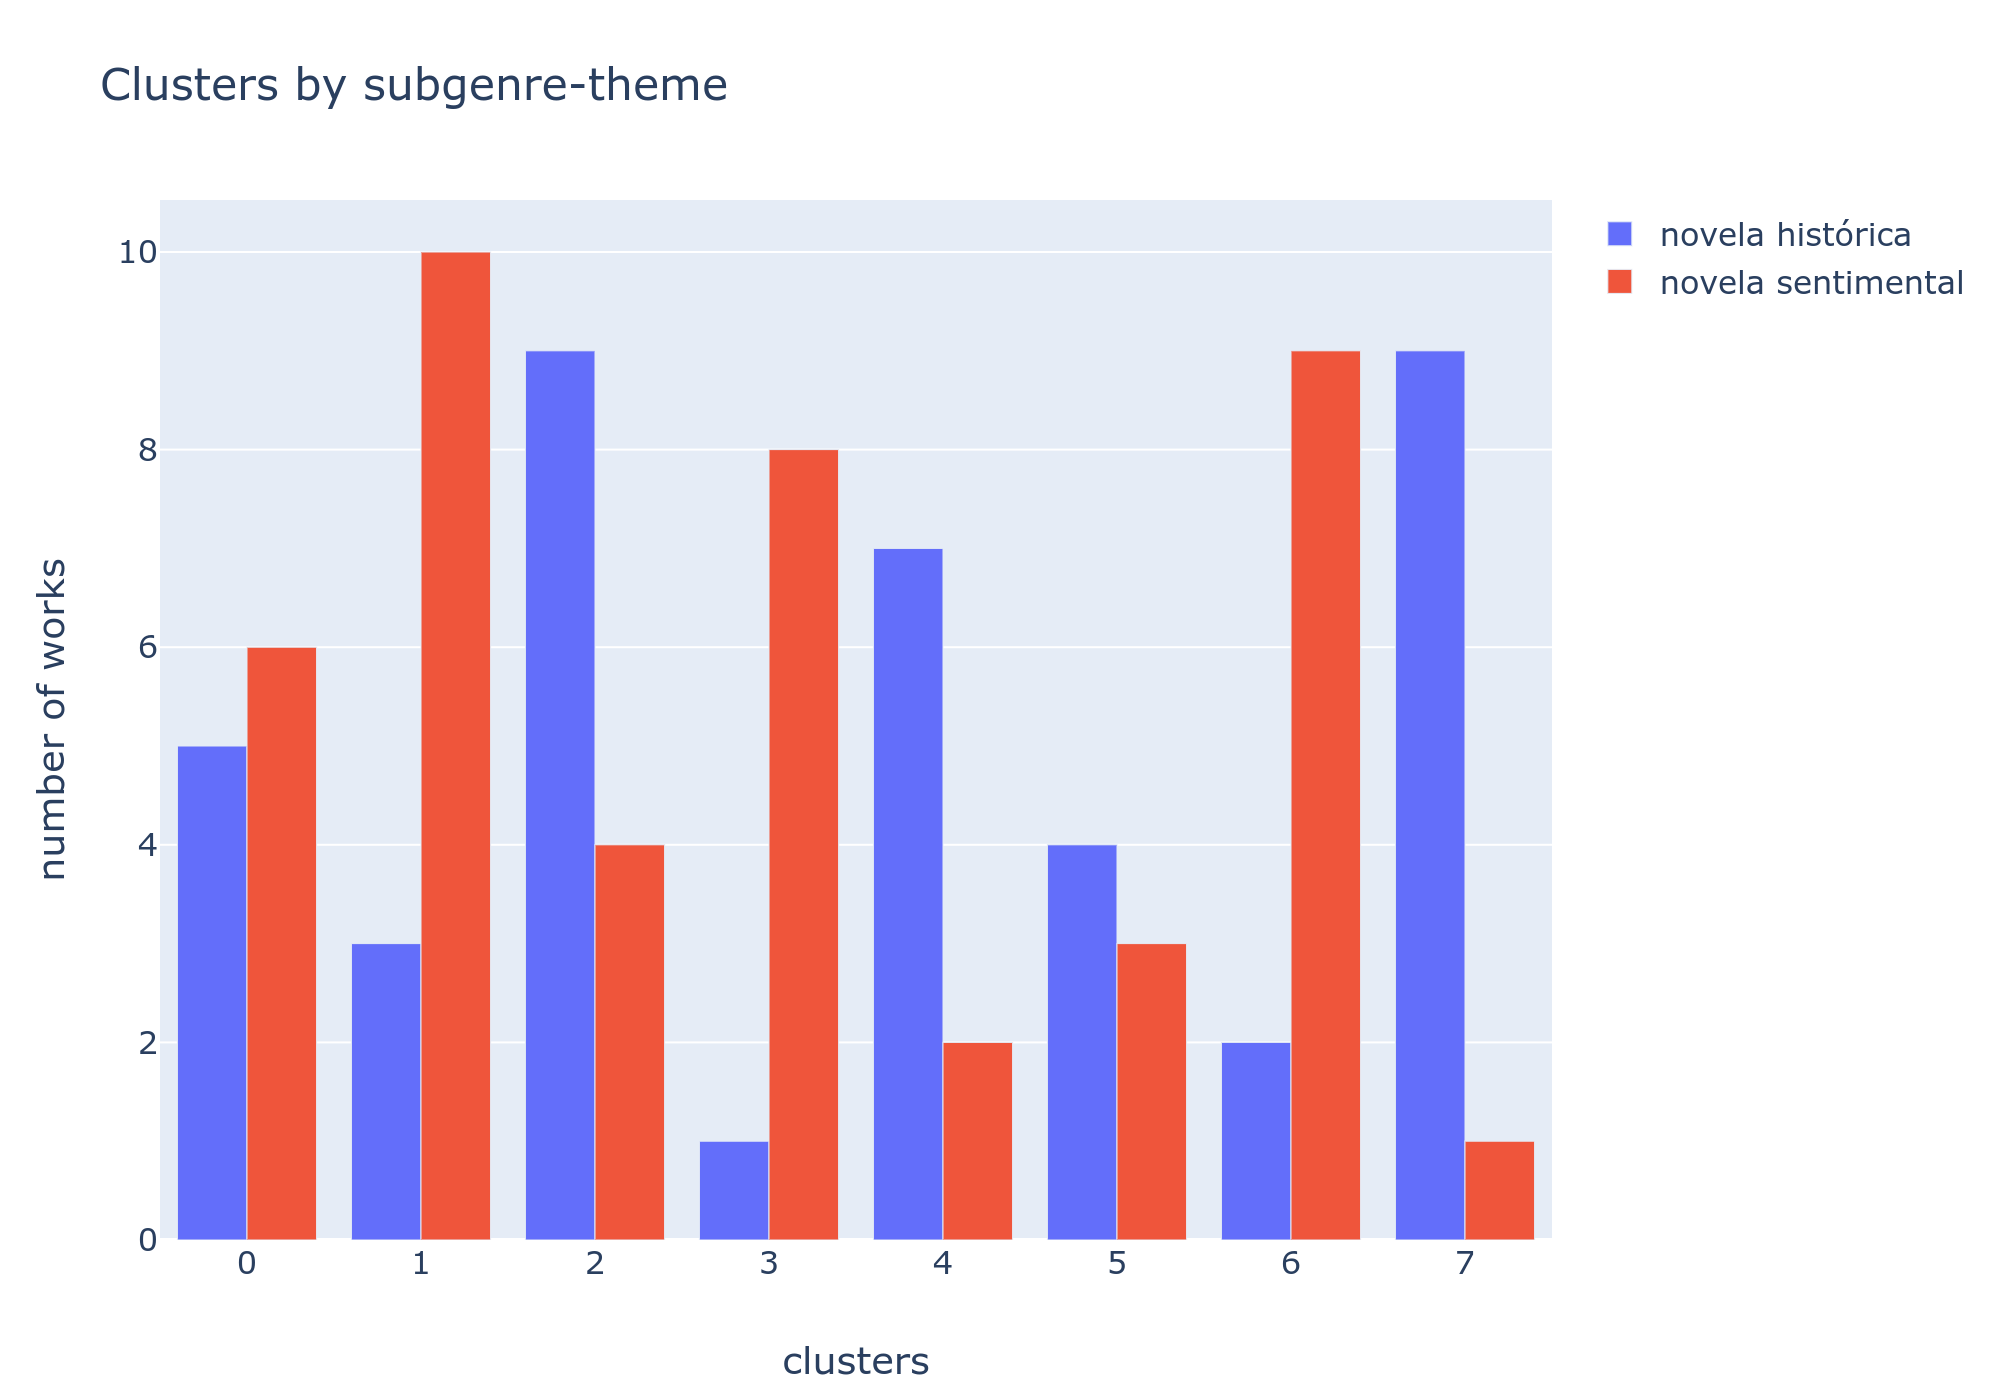 Clusters by subgenre-theme
novela histórica
novela sentimental
number of works
10
8
6
4
2
0
0 1 2 3 4 5 6 7
clusters